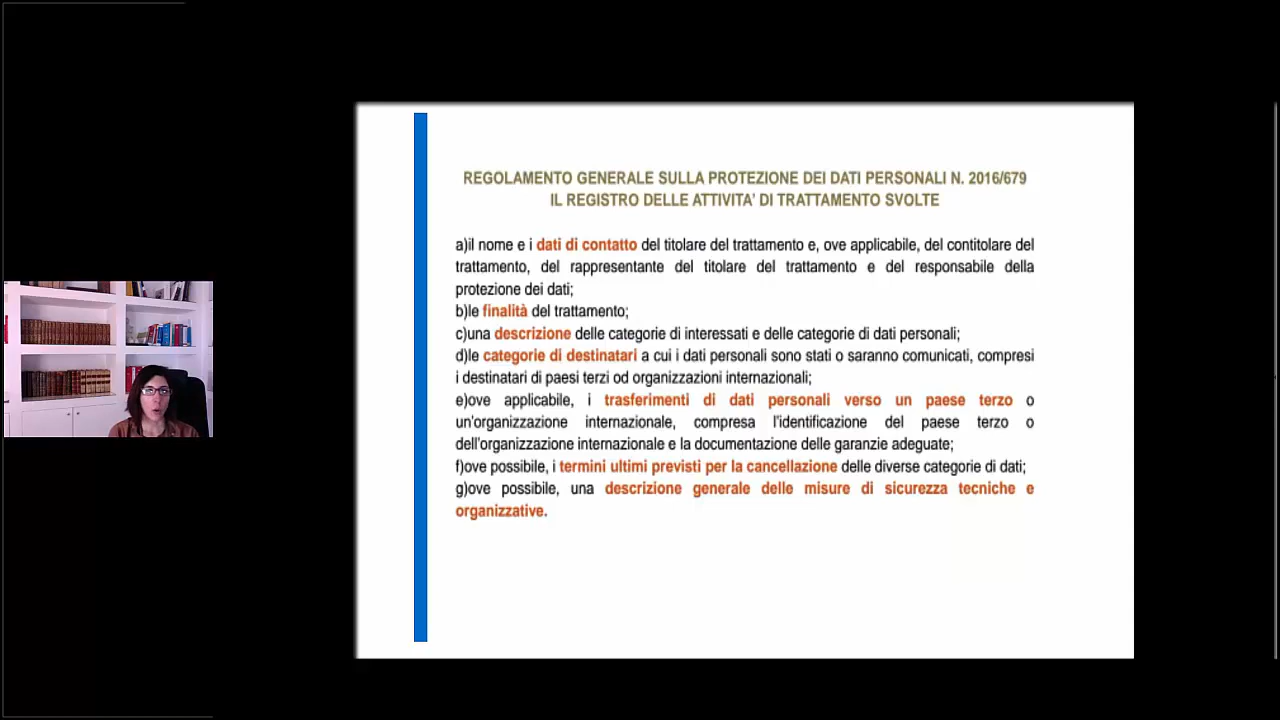 REGOLAMENTO GENERALE SULLA PROTEZIONE DEI DATI PERSONALI N. 2016/679
IL REGISTRO DELLE ATTIVITA' DI TRATTAMENTO SVOLTE
a)il nome e i dati di contatto del titolare del trattamento e, ove applicabile, del contitolare del
trattamento, del rappresentante del titolare del trattamento e del responsabile della
protezione dei dati;
b)le finalità del trattamento;
c)una descrizione delle categorie di interessati e delle categorie di dati personali;
d)le categorie di destinatari a cui i dati personali sono stati o saranno comunicati, compresi
i destinatari di paesi terzi od organizzazioni internazionali;
e)ove applicabile, i trasferimenti di dati personali verso un paese terzo o
un'organizzazione internazionale, compresa l'identificazione del paese terzo o
dell'organizzazione internazionale e la documentazione delle garanzie adeguate;
f)ove possibile, i termini ultimi previsti per la cancellazione delle diverse categorie di dati;
g)ove possibile, una descrizione generale delle misure di sicurezza tecniche e
organizzative.